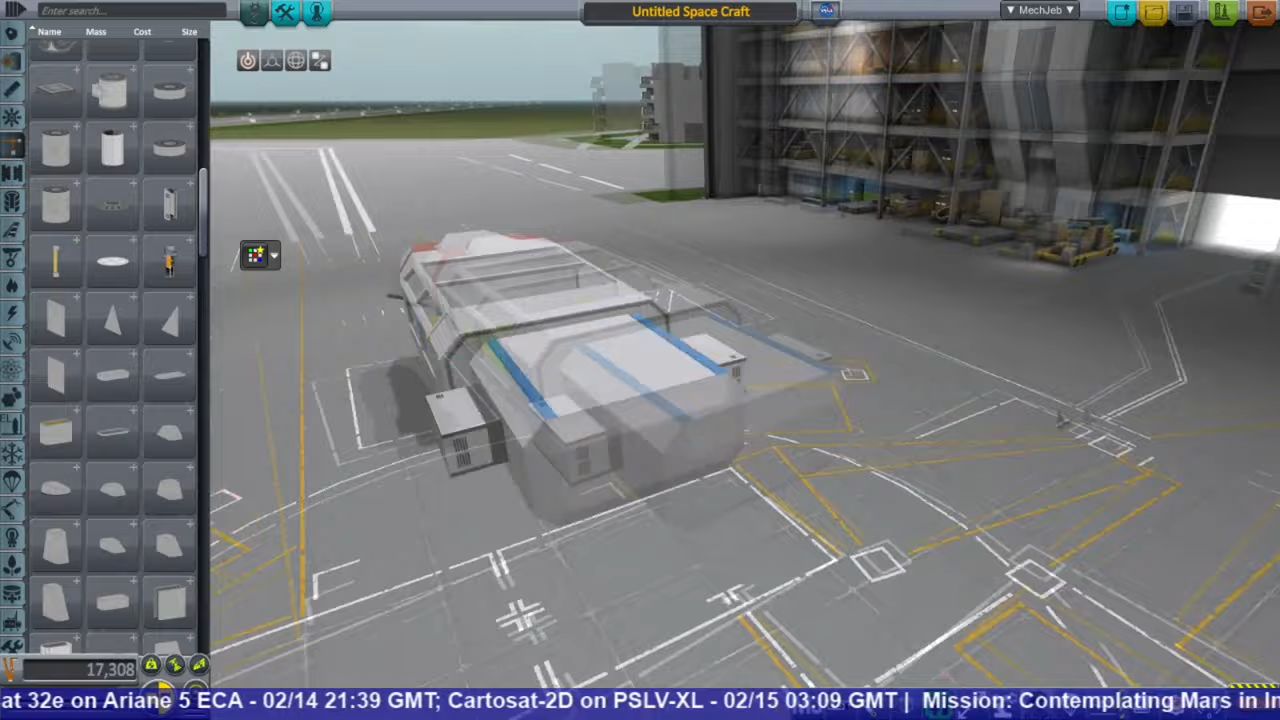 Enter search...
Untitled Space Craft
▼ MechJeb ▼
Name Mass Cost Size
17,308
at 32e on Ariane 5 ECA - 02/14 21:39 GMT; Cartosat-2D on PSLV-XL - 02/15 03:09 GMT | Mission: Contemplating Mars in